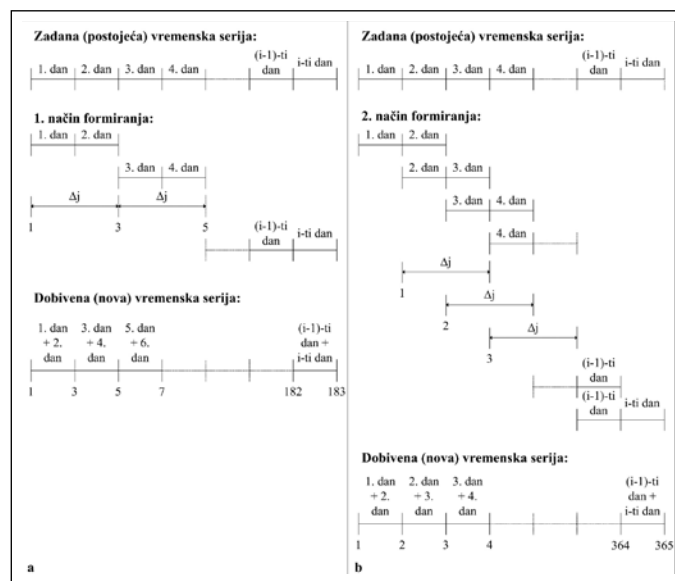 Zadana (postojeća) vremenska serija:
1. dan 2. dan 3. dan 4. dan (i-1)-ti dan i-ti dan
1. način formiranja:
1. dan 2. dan
3. dan 4. dan
Δj Δj
1 3 5
(i-1)-ti dan i-ti dan
Dobivena (nova) vremenska serija:
1. dan 3. dan 5. dan (i-1)-ti
+ 2. + 4. + 6. dan +
dan dan dan i-ti dan
1 3 5 7 182 183
a
Zadana (postojeća) vremenska serija:
1. dan 2. dan 3. dan 4. dan (i-1)-ti dan i-ti dan
2. način formiranja:
1. dan 2. dan
2. dan 3. dan
3. dan 4. dan
4. dan
Δj
1
Δj
2
Δj
3
(i-1)-ti
dan
(i-1)-ti
dan i-ti dan
Dobivena (nova) vremenska serija:
1. dan 2. dan 3. dan (i-1)-ti
+ 2. + 3. + 4. dan +
dan dan dan i-ti dan
1 2 3 4 364 365
b